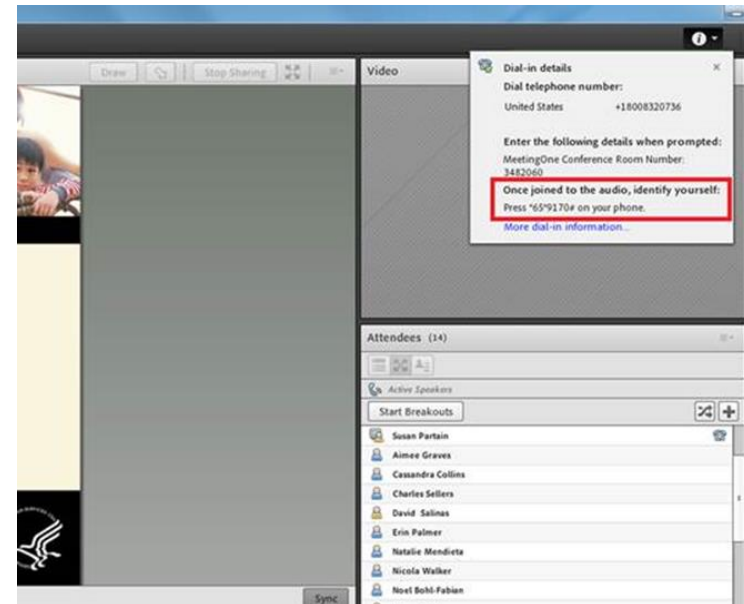 Draw
Stop Sharing
Video
Dial-in details
Dial telephone number:
United States +18008320736
Enter the following details when prompted:
MeetingOne Conference Room Number:
3482060
Once joined to the audio, identify yourself:
Press *65*9170# on your phone.
More dial-in information...
Attendees (14)
Active Speakers
Start Breakouts
Susan Partain
Aimee Graves
Cassandra Collins
Charles Sellers
David Salinas
Erin Palmer
Natalie Mendieta
Nicola Walker
Noel Bohl-Fabian
Sync